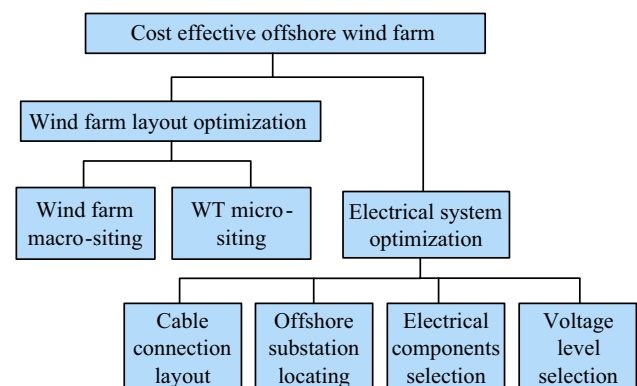 Cost effective offshore wind farm
Wind farm layout optimization
Wind farm
macro-siting
WT micro-
siting
Electrical system
optimization
Cable
connection
layout
Offshore
substation
locating
Electrical
components
selection
Voltage
level
selection